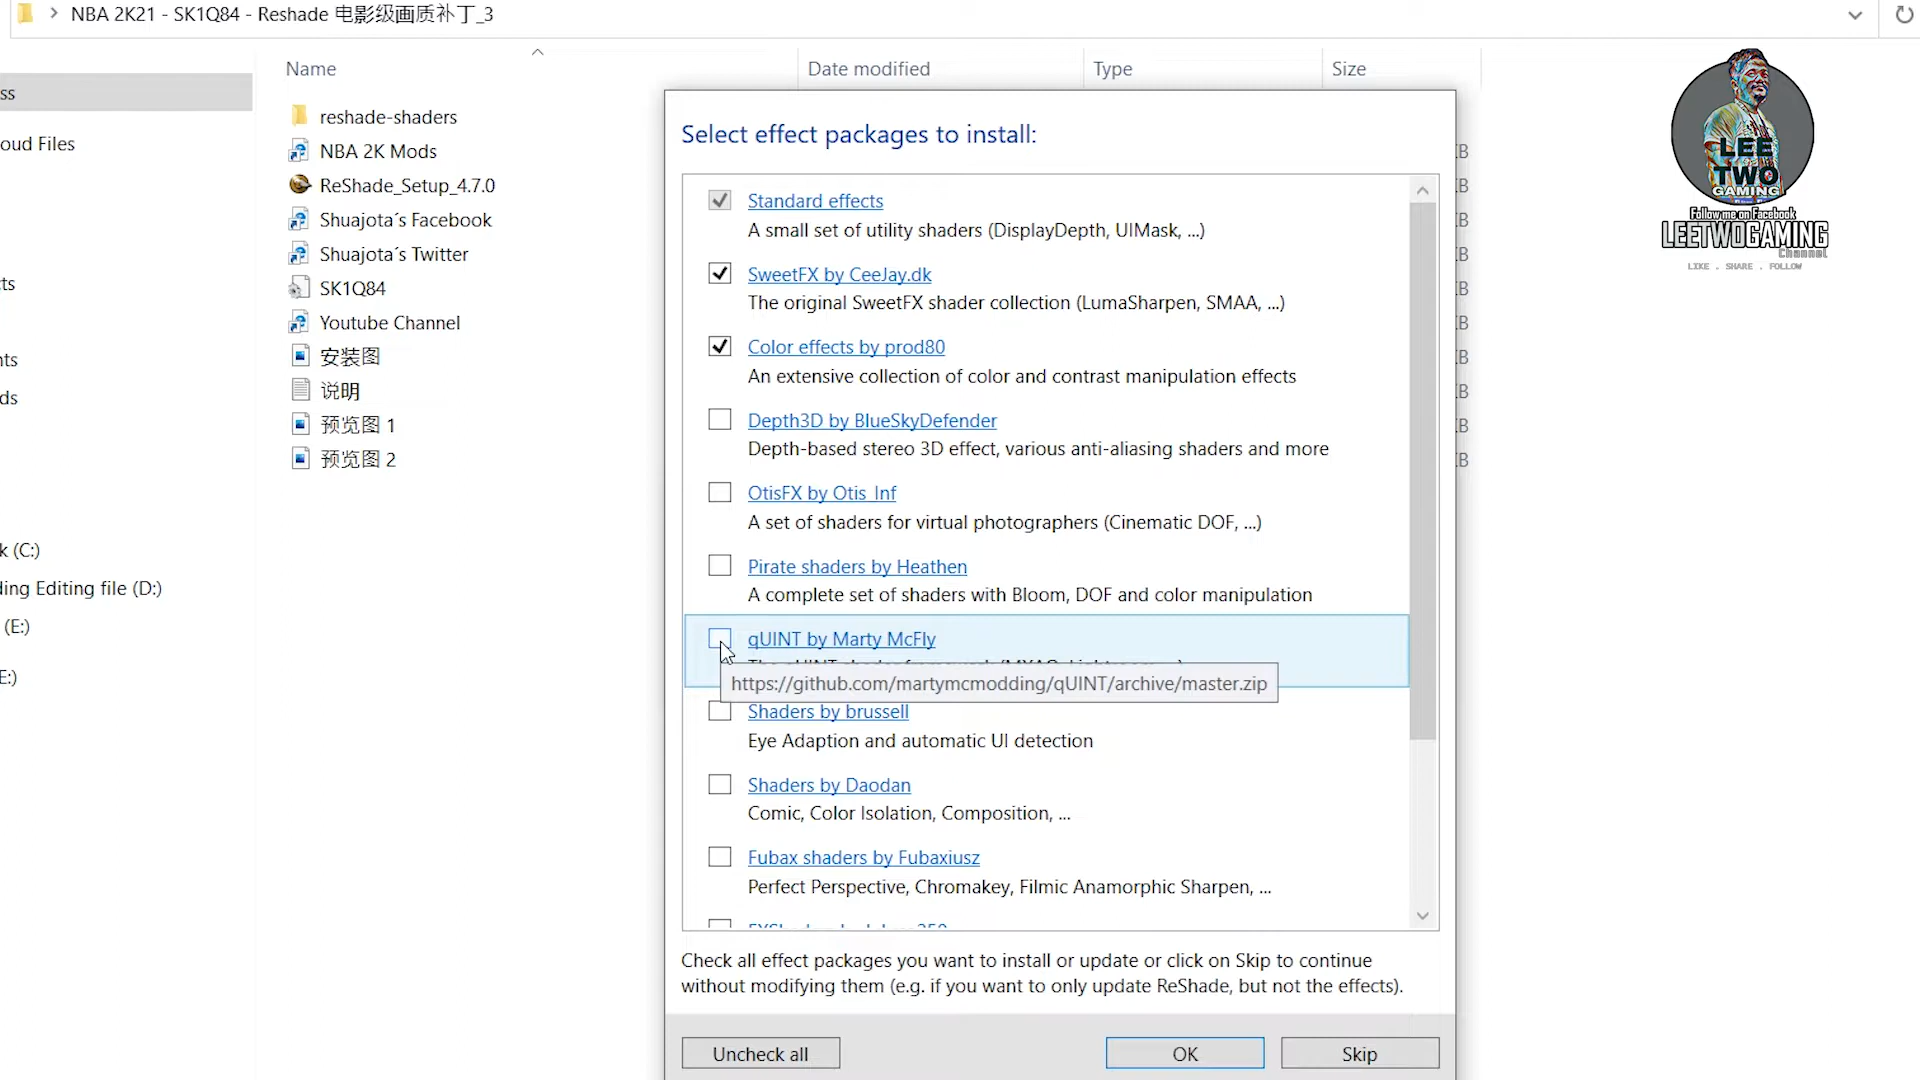 NBA 2K21 - SK1Q84 - Reshade 电影级画质补丁_3
Name
Date modified
Type
Size
ss
oud Files
ts
nts
ds
k (C:)
ding Editing file (D:)
(E:)
E:)
reshade-shaders
NBA 2K Mods
ReShade_Setup_4.7.0
Shuajota´s Facebook
Shuajota´s Twitter
SK1Q84
Youtube Channel
安装图
说明
预览图 1
预览图 2
Select effect packages to install:
Standard effects
A small set of utility shaders (DisplayDepth, UIMask, ...)
SweetFX by CeeJay.dk
The original SweetFX shader collection (LumaSharpen, SMAA, ...)
Color effects by prod80
An extensive collection of color and contrast manipulation effects
Depth3D by BlueSkyDefender
Depth-based stereo 3D effect, various anti-aliasing shaders and more
OtisFX by Otis_Inf
A set of shaders for virtual photographers (Cinematic DOF, ...)
Pirate shaders by Heathen
A complete set of shaders with Bloom, DOF and color manipulation
qUINT by Marty McFly
https://github.com/martymcmodding/qUINT/archive/master.zip
Shaders by brussell
Eye Adaption and automatic UI detection
Shaders by Daodan
Comic, Color Isolation, Composition, ...
Fubax shaders by Fubaxiusz
Perfect Perspective, Chromakey, Filmic Anamorphic Sharpen, ...
Check all effect packages you want to install or update or click on Skip to continue
without modifying them (e.g. if you want to only update ReShade, but not the effects).
Uncheck all
OK
Skip
LEE
TWO
GAMING
Follow me on Facebook
LEETWOGAMING
Channel
LIKE . SHARE . FOLLOW